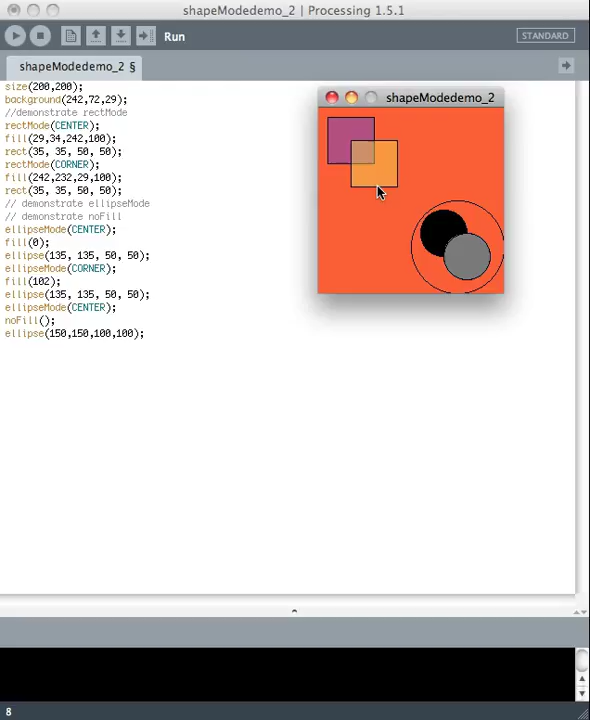 shapeModedemo_2 | Processing 1.5.1
Run
STANDARD
shapeModedemo_2 §
size(200,200);
background(242,72,29);
//demonstrate rectMode
rectMode(CENTER);
fill(29,34,242,100);
rect(35, 35, 50, 50);
rectMode(CORNER);
fill(242,232,29,100);
rect(35, 35, 50, 50);
// demonstrate ellipseMode
// demonstrate noFill
ellipseMode(CENTER);
fill(0);
ellipse(135, 135, 50, 50);
ellipseMode(CORNER);
fill(102);
ellipse(135, 135, 50, 50);
ellipseMode(CENTER);
noFill();
ellipse(150,150,100,100);
shapeModedemo_2
8